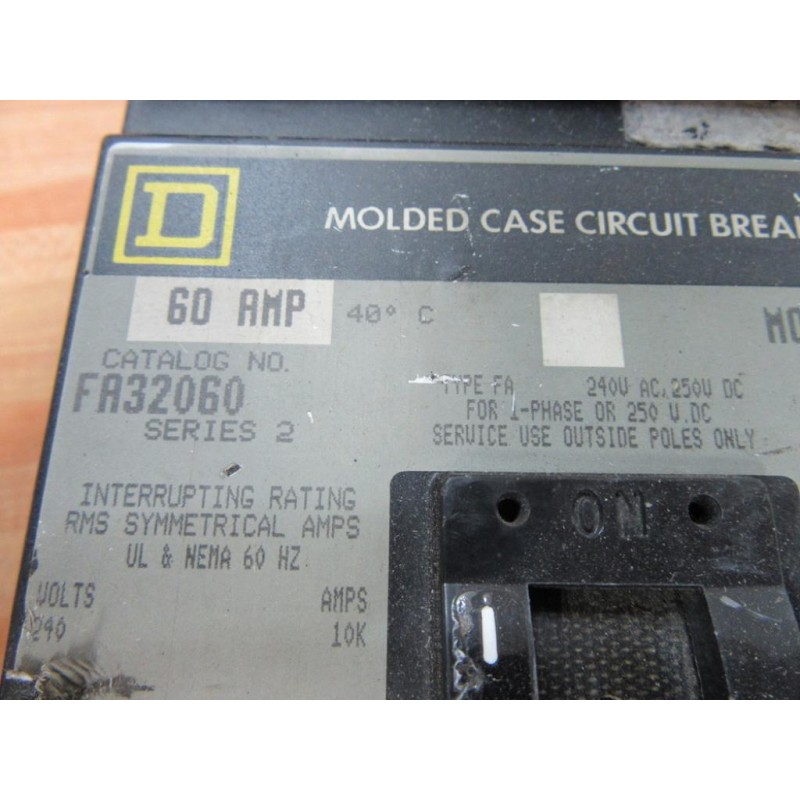 D
MOLDED CASE CIRCUIT BREA
60 AMP
40° C
MO
CATALOG NO.
FA32060
SERIES 2
TYPE FA 240V AC, 250V DC
FOR 1-PHASE OR 250 V.DC
SERVICE USE OUTSIDE POLES ONLY
INTERRUPTING RATING
RMS SYMMETRICAL AMPS
UL & NEMA 60 HZ
VOLTS AMPS
240 10K
ON
I